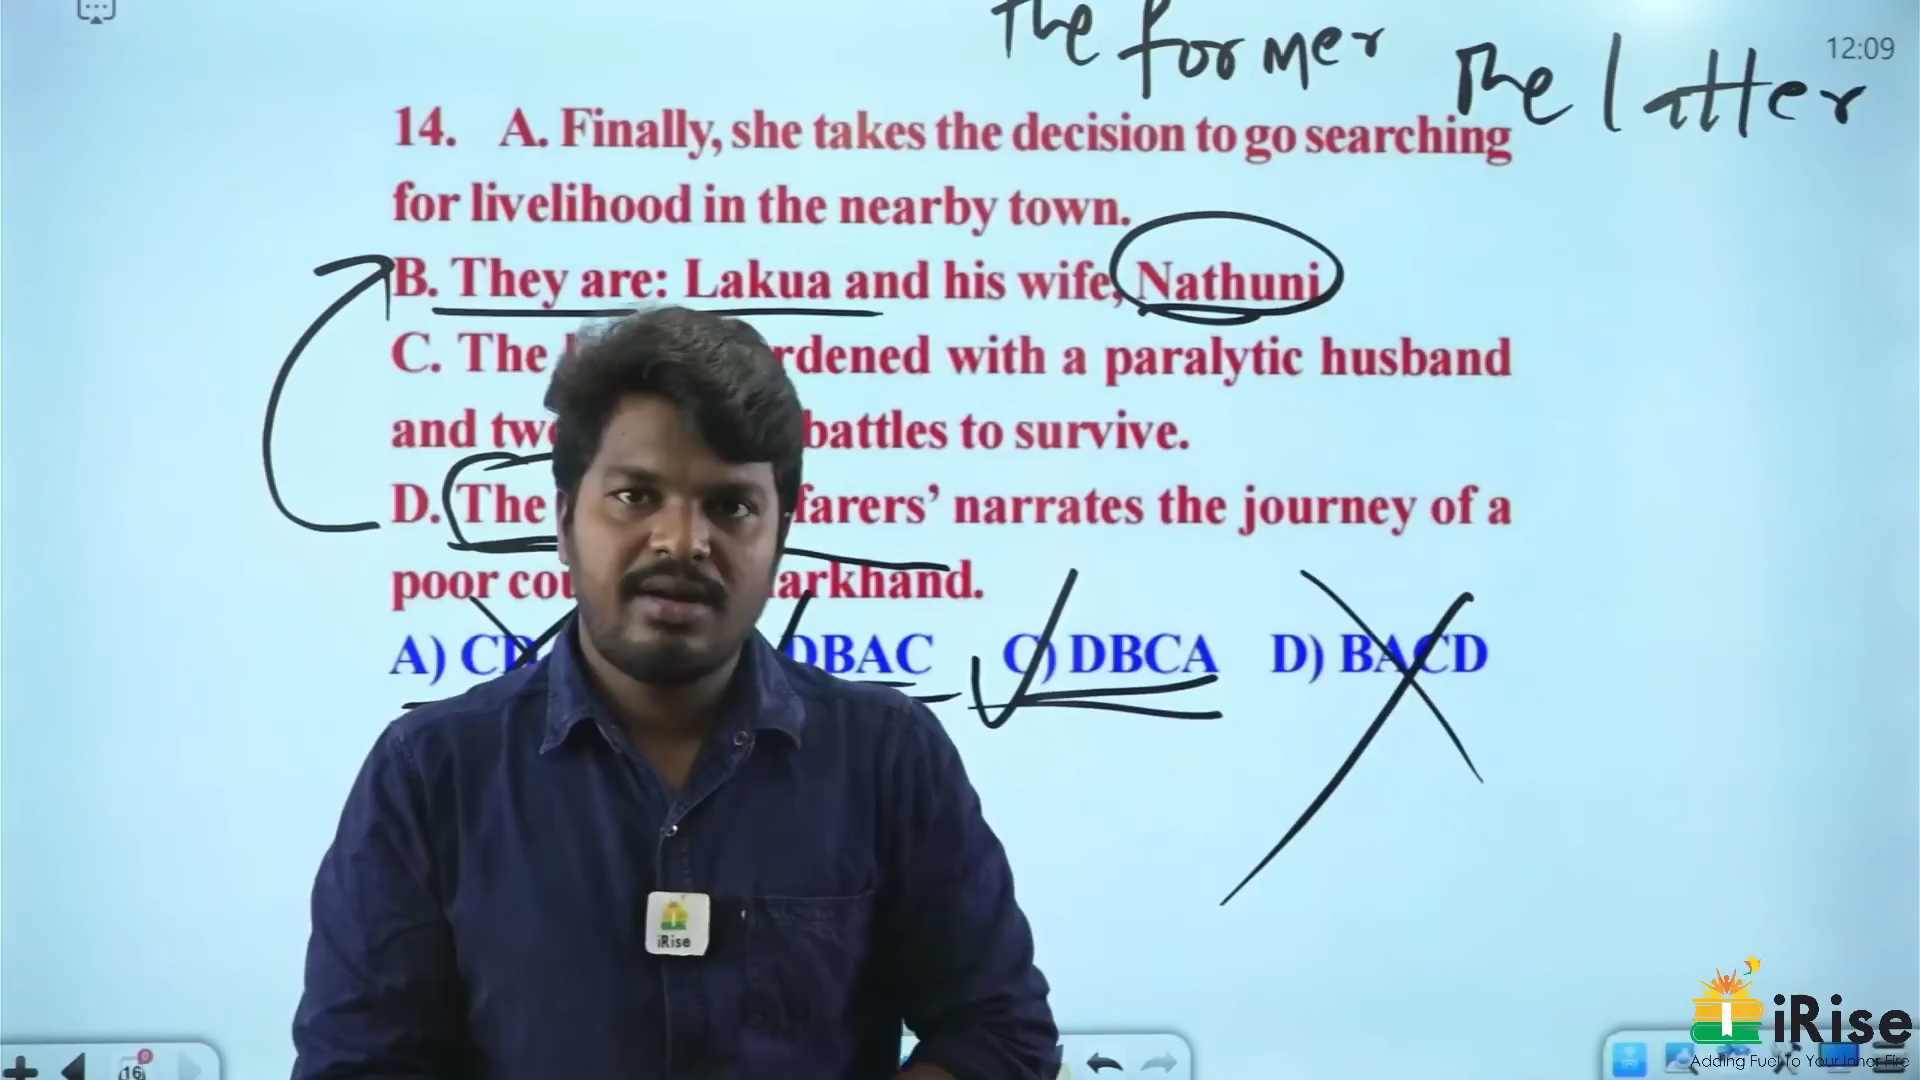 the former the latter
12:09
14. A. Finally, she takes the decision to go searching
for livelihood in the nearby town.
B. They are: Lakua and his wife, Nathuni
C. The rdened with a paralytic husband
and two battles to survive.
D. The farers’ narrates the journey of a
poor arkhand.
A) CD DBAC C) DBCA D) BACD
iRise
iRise
Adding Fuel To Your Inner Fire
16
0